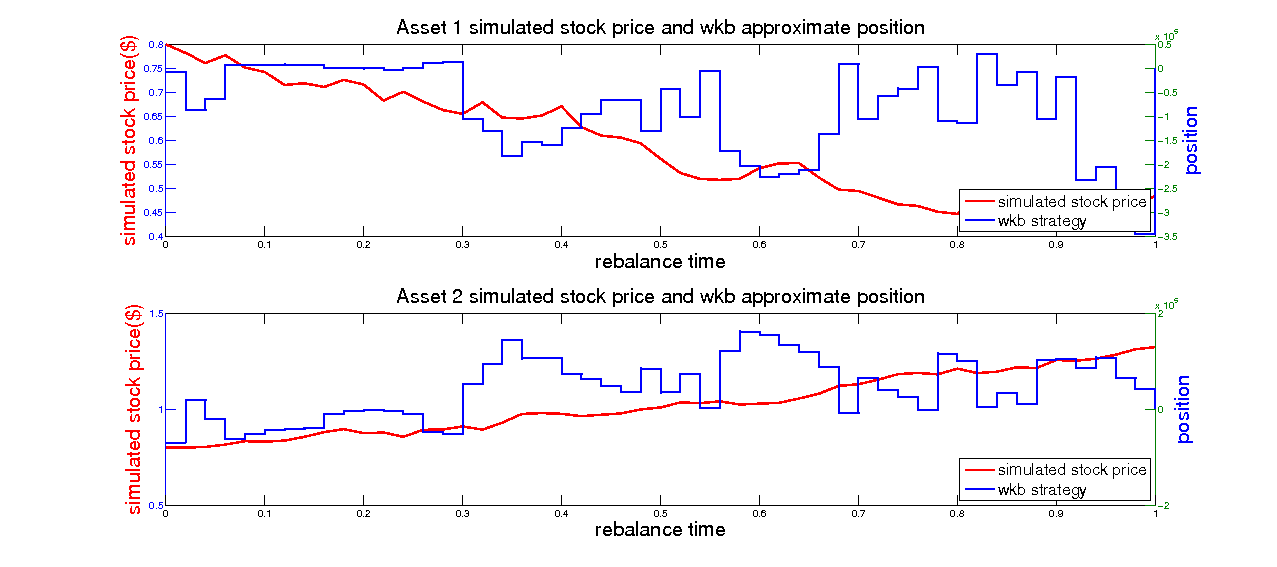 Asset 1 simulated stock price and wkb approximate position
x 10
0.8
0.75
0.7
0.65
0.6
0.55
0.5
0.45
0.4
simulated stock price($)
0.5
0
-0.5
-1
-1.5
-2
-2.5
-3
-3.5
position
simulated stock price
wkb strategy
0 0.1 0.2 0.3 0.4 0.5 0.6 0.7 0.8 0.9 1
rebalance time
Asset 2 simulated stock price and wkb approximate position
x 10
1.5
1
0.5
simulated stock price($)
2
0
-2
position
simulated stock price
wkb strategy
0 0.1 0.2 0.3 0.4 0.5 0.6 0.7 0.8 0.9 1
rebalance time